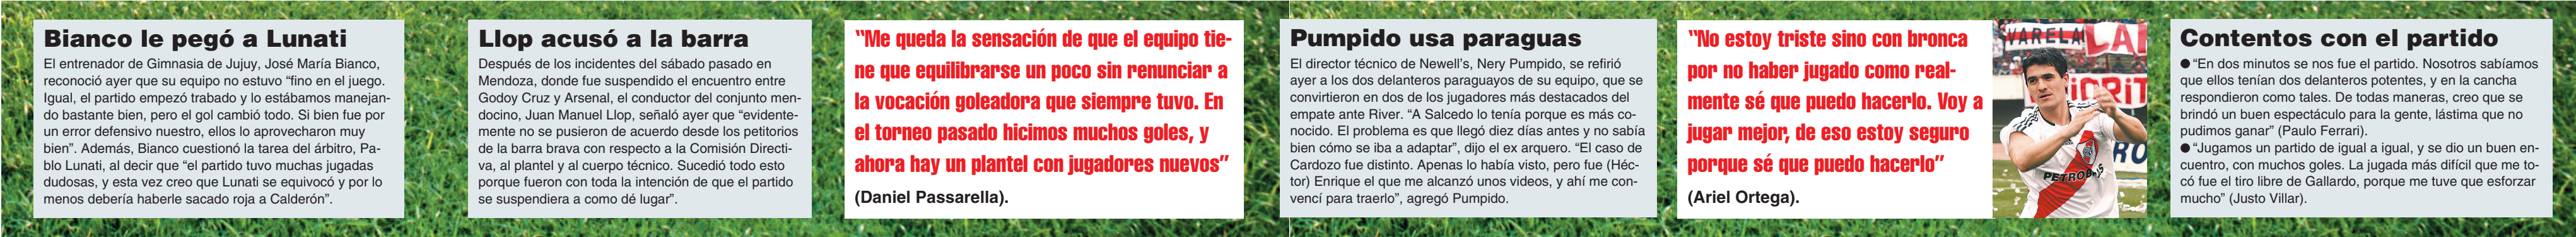 Bianco le pegó a Lunati
El entrenador de Gimnasia de Jujuy, José María Bianco,
reconoció ayer que su equipo no estuvo “fino en el juego.
Igual, el partido empezó trabado y lo estábamos manejan-
do bastante bien, pero el gol cambió todo. Si bien fue por
un error defensivo nuestro, ellos lo aprovecharon muy
bien”. Además, Bianco cuestionó la tarea del árbitro, Pa-
blo Lunati, al decir que “el partido tuvo muchas jugadas
dudosas, y esta vez creo que Lunati se equivocó y por lo
menos debería haberle sacado roja a Calderón”.
Llop acusó a la barra
Después de los incidentes del sábado pasado en
Mendoza, donde fue suspendido el encuentro entre
Godoy Cruz y Arsenal, el conductor del conjunto men-
docino, Juan Manuel Llop, señaló ayer que “evidente-
mente no se pusieron de acuerdo desde los petitorios
de la barra brava con respecto a la Comisión Directi-
va, al plantel y al cuerpo técnico. Sucedió todo esto
porque fueron con toda la intención de que el partido
se suspendiera a como dé lugar”.
“Me queda la sensación de que el equipo tie-
ne que equilibrarse un poco sin renunciar a
la vocación goleadora que siempre tuvo. En
el torneo pasado hicimos muchos goles, y
ahora hay un plantel con jugadores nuevos”
(Daniel Passarella).
Pumpido usa paraguas
El director técnico de Newell’s, Nery Pumpido, se refirió
ayer a los dos delanteros paraguayos de su equipo, que se
convirtieron en dos de los jugadores más destacados del
empate ante River. “A Salcedo lo tenía porque es más co-
nocido. El problema es que llegó diez días antes y no sabía
bien cómo se iba a adaptar”, dijo el ex arquero. “El caso de
Cardozo fue distinto. Apenas lo había visto, pero fue (Héc-
tor) Enrique el que me alcanzó unos videos, y ahí me con-
vencí para traerlo”, agregó Pumpido.
“No estoy triste sino con bronca
por no haber jugado como real-
mente sé que puedo hacerlo. Voy a
jugar mejor, de eso estoy seguro
porque sé que puedo hacerlo”
(Ariel Ortega).
VARELA
PETROBRAS
Contentos con el partido
● “En dos minutos se nos fue el partido. Nosotros sabíamos
que ellos tenían dos delanteros potentes, y en la cancha
respondieron como tales. De todas maneras, creo que se
brindó un buen espectáculo para la gente, lástima que no
pudimos ganar” (Paulo Ferrari).
● “Jugamos un partido de igual a igual, y se dio un buen en-
cuentro, con muchos goles. La jugada más difícil que me to-
có fue el tiro libre de Gallardo, porque me tuve que esforzar
mucho” (Justo Villar).